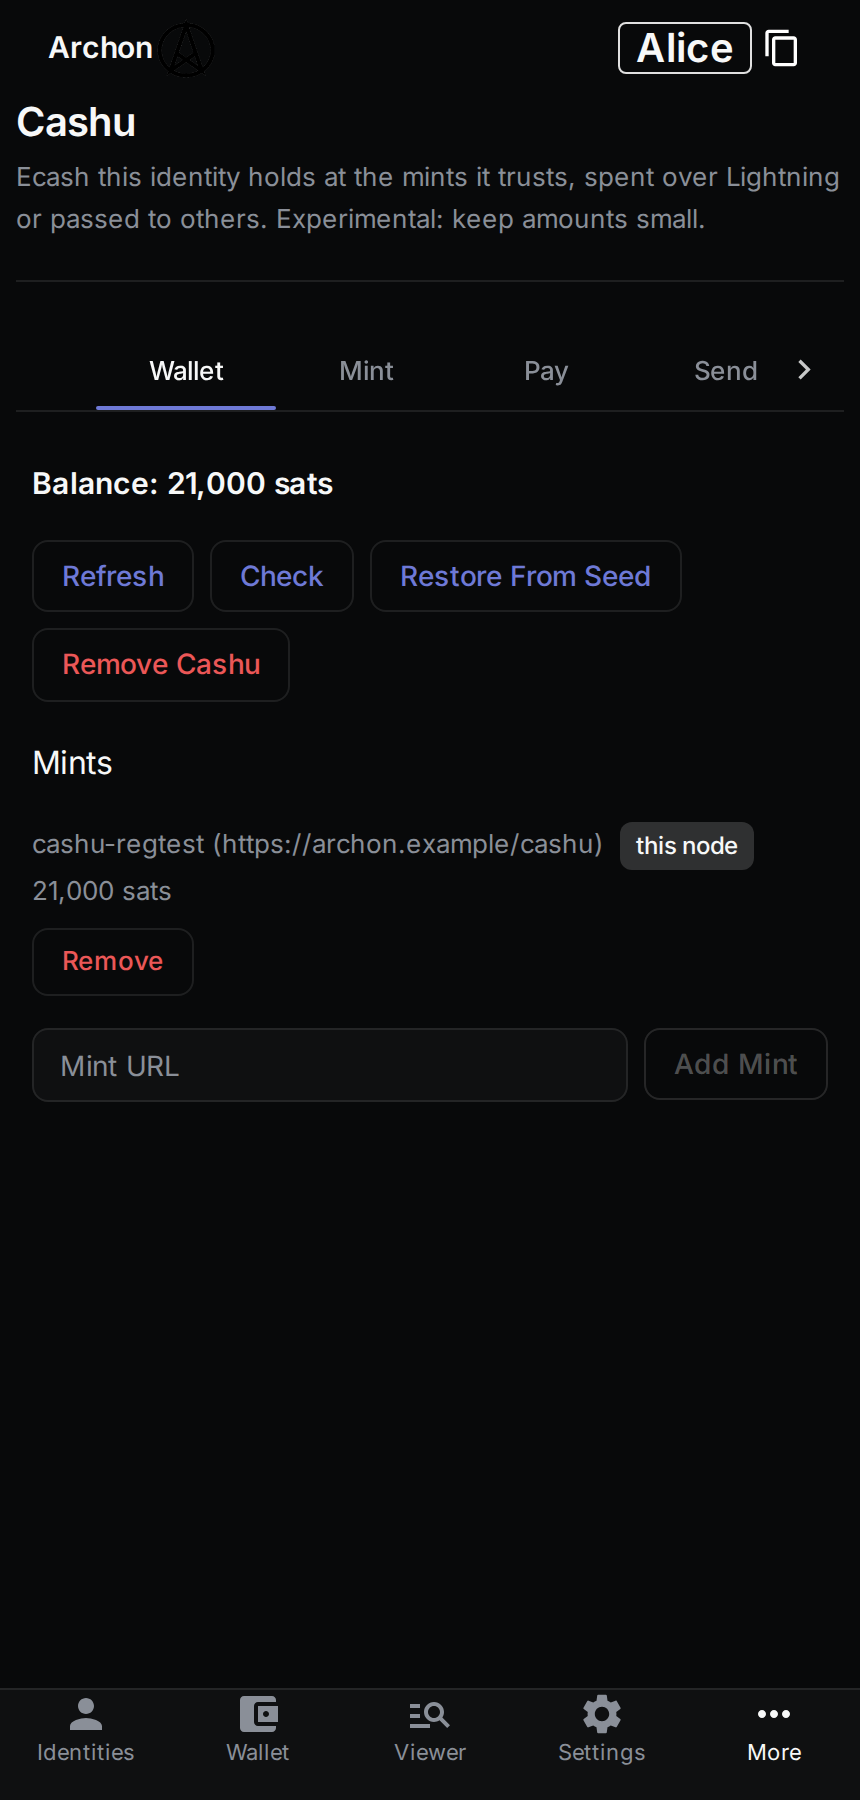 Archon
Alice
Cashu
Ecash this identity holds at the mints it trusts, spent over Lightning
or passed to others. Experimental: keep amounts small.
Wallet Mint Pay Send
Balance: 21,000 sats
Refresh Check Restore From Seed
Remove Cashu
Mints
cashu-regtest (https://archon.example/cashu) this node
21,000 sats
Remove
Mint URL Add Mint
Identities Wallet Viewer Settings More